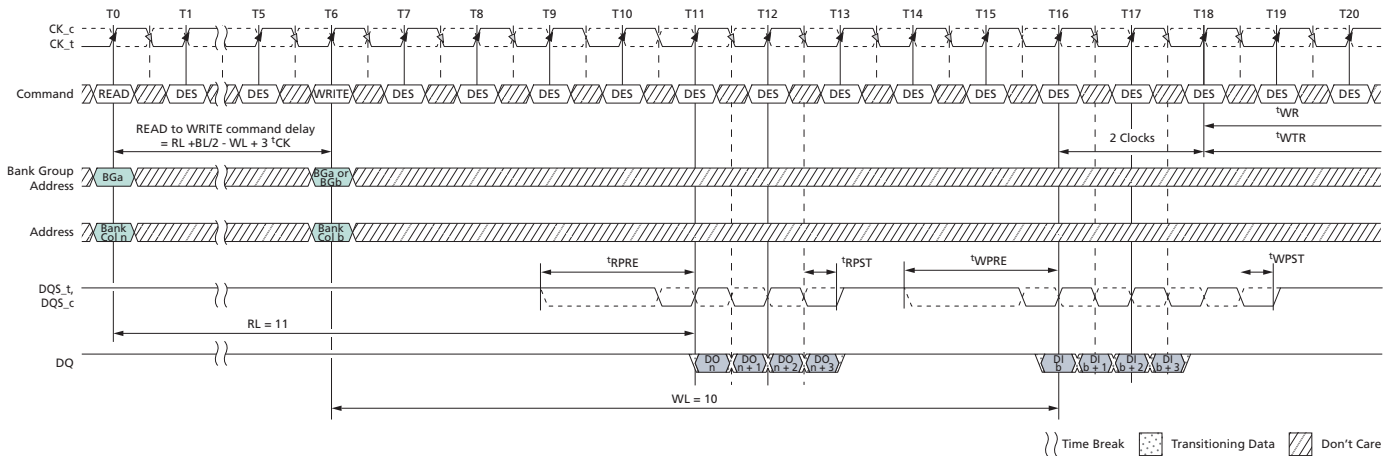 T0 T1 T5 T6 T7 T8 T9 T10 T11 T12 T13 T14 T15 T16 T17 T18 T19 T20
CK_c
CK_t
Command READ DES DES WRITE DES DES DES DES DES DES DES DES DES DES DES DES DES DES
READ to WRITE command delay
= RL +BL/2 - WL + 3 tCK
2 Clocks
tWR
tWTR
Bank Group
Address
BGa
BGa or
BGb
Address
Bank
Col n
Bank
Col b
tRPRE tRPST tWPRE tWPST
DQS_t,
DQS_c
RL = 11
DQ
DO
n
DO
n + 1
DO
n + 2
DO
n + 3
DI
b
DI
b + 1
DI
b + 2
DI
b + 3
WL = 10
Time Break Transitioning Data Don't Care